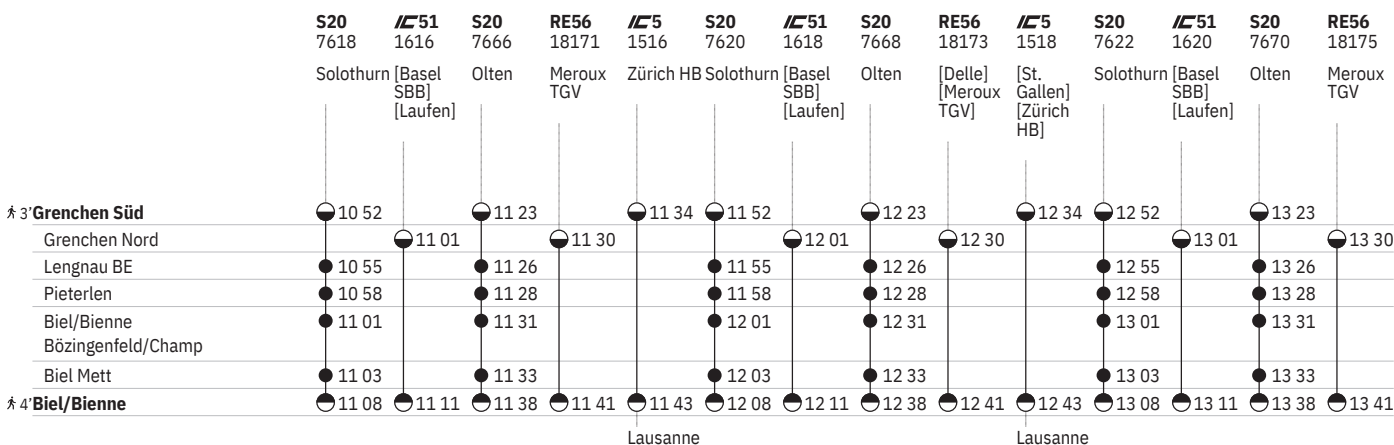 S20 IC51 S20 RE56 IC5 S20 IC51 S20 RE56 IC5 S20 IC51 S20 RE56
7618 1616 7666 18171 1516 7620 1618 7668 18173 1518 7622 1620 7670 18175
Solothurn [Basel Olten Meroux Zürich HB Solothurn [Basel Olten [Delle] [St. Solothurn [Basel Olten Meroux
SBB] TGV SBB] [Meroux Gallen] SBB] TGV
[Laufen] [Laufen] TGV] [Zürich [Laufen]
HB]
3' Grenchen Süd 10 52 11 23 11 34 11 52 12 23 12 34 12 52 13 23
Grenchen Nord 11 01 11 30 12 01 12 30 13 01 13 30
Lengnau BE 10 55 11 26 11 55 12 26 12 55 13 26
Pieterlen 10 58 11 28 11 58 12 28 12 58 13 28
Biel/Bienne 11 01 11 31 12 01 12 31 13 01 13 31
Bözingenfeld/Champ
Biel Mett 11 03 11 33 12 03 12 33 13 03 13 33
4' Biel/Bienne 11 08 11 11 11 38 11 41 11 43 12 08 12 11 12 38 12 41 12 43 13 08 13 11 13 38 13 41
Lausanne Lausanne